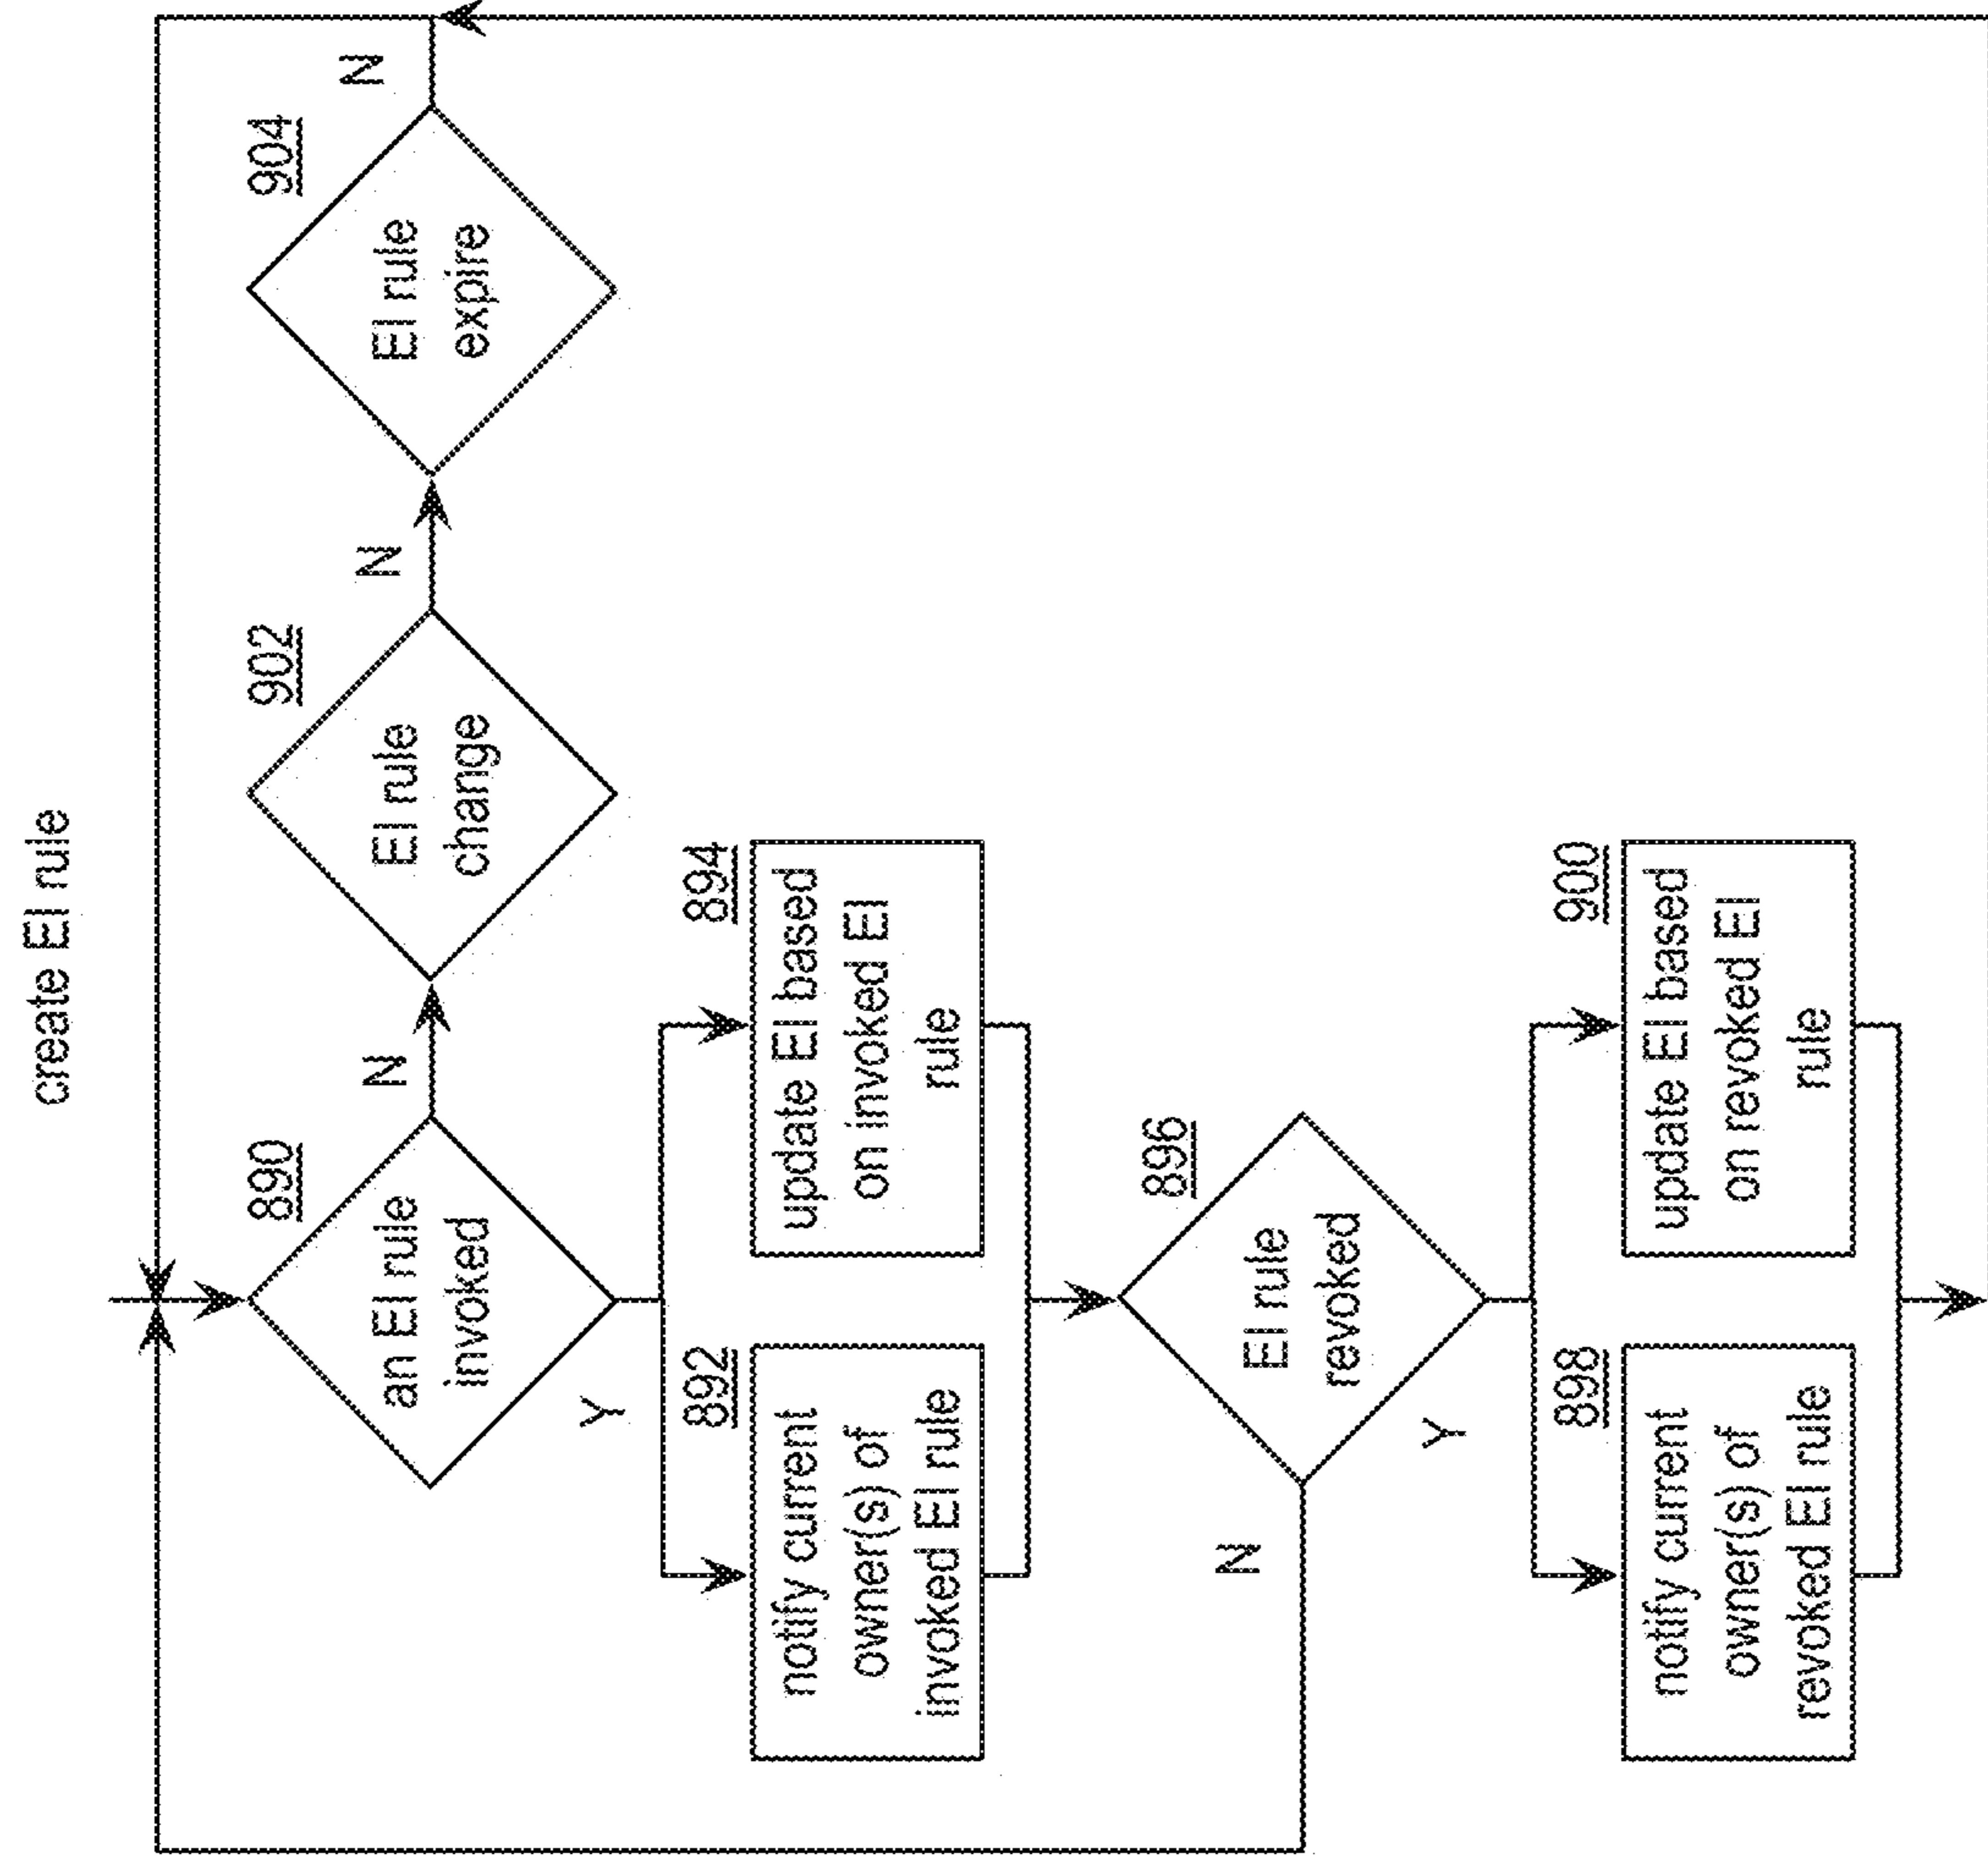 create EI rule
890
an EI rule
invoked
N
902
EI rule
change
N
904
EI rule
expire
N
Y
892
notify current
owner(s) of
invoked EI rule
894
update EI based
on invoked EI
rule
896
EI rule
revoked
N
Y
898
notify current
owner(s) of
revoked EI rule
900
update EI based
on revoked EI
rule